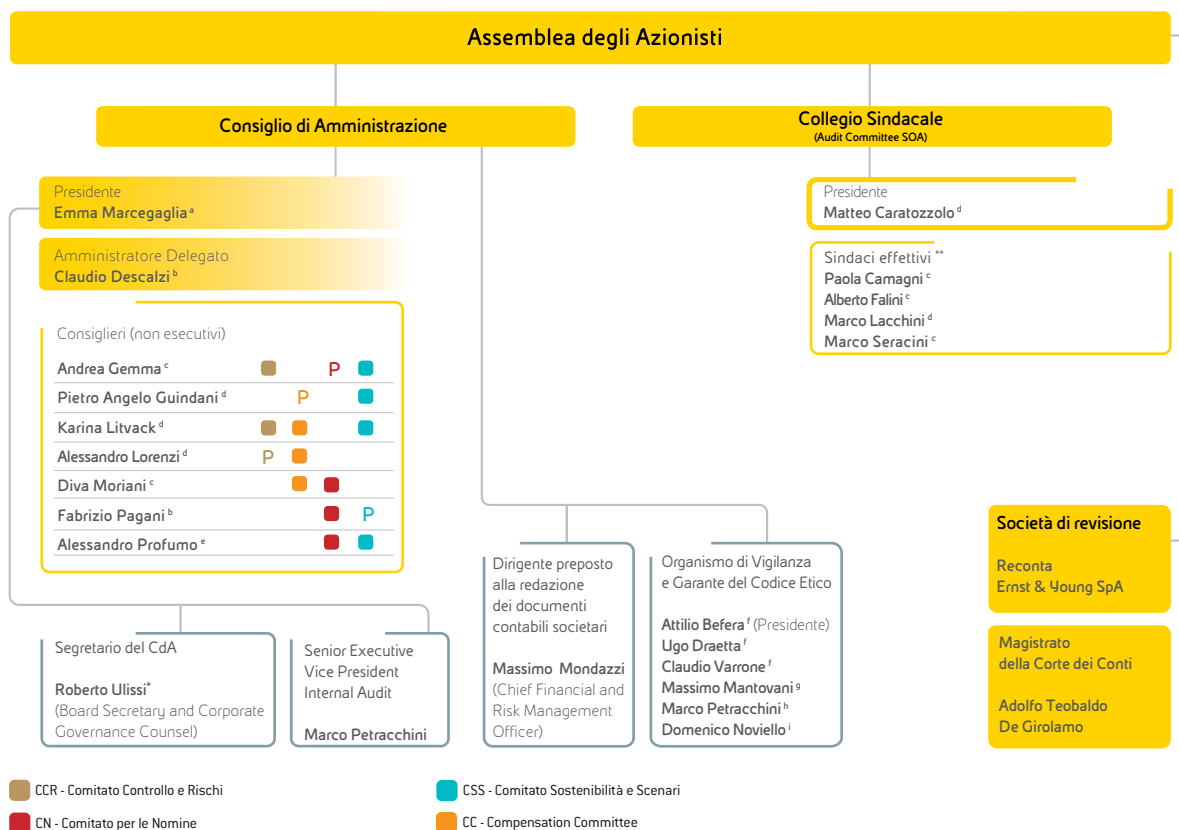 Assemblea degli Azionisti
Consiglio di Amministrazione
Collegio Sindacale
(Audit Committee SOA)
Presidente
Emma Marcegaglia a
Amministratore Delegato
Claudio Descalzi b
Consiglieri (non esecutivi)
Andrea Gemma c P
Pietro Angelo Guindani d P
Karina Litvack d
Alessandro Lorenzi d P
Diva Moriani c
Fabrizio Pagani b P
Alessandro Profumo e
Presidente
Matteo Caratozzolo d
Sindaci effettivi **
Paola Camagni c
Alberto Falini c
Marco Lacchini d
Marco Seracini c
Segretario del CdA
Roberto Ulissi*
(Board Secretary and Corporate
Governance Counsel)
Senior Executive
Vice President
Internal Audit
Marco Petracchini
Dirigente preposto
alla redazione
dei documenti
contabili societari
Massimo Mondazzi
(Chief Financial and
Risk Management
Officer)
Organismo di Vigilanza
e Garante del Codice Etico
Attilio Befera f (Presidente)
Ugo Draetta f
Claudio Varrone f
Massimo Mantovani g
Marco Petracchini h
Domenico Noviello i
Società di revisione
Reconta
Ernst & Young SpA
Magistrato
della Corte dei Conti
Adolfo Teobaldo
De Girolamo
CCR - Comitato Controllo e Rischi
CSS - Comitato Sostenibilità e Scenari
CN - Comitato per le Nomine
CC - Compensation Committee